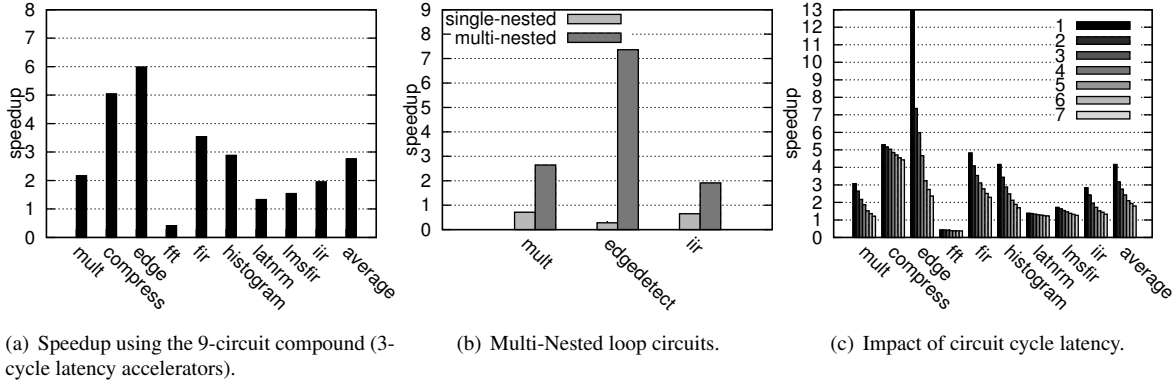 8
7
6
5
4
3
2
1
0
speedup
mult
compress
edge
fft
fir
histogram
latnrm
lmsfir
iir
average
(a) Speedup using the 9-circuit compound (3-
cycle latency accelerators).
9
8
7
6
5
4
3
2
1
0
speedup
single-nested
multi-nested
mult
edgedetect
iir
(b) Multi-Nested loop circuits.
13
12
11
10
9
8
7
6
5
4
3
2
1
0
speedup
1
2
3
4
5
6
7
mult
compress
edge
fft
fir
histogram
latnrm
lmsfir
iir
average
(c) Impact of circuit cycle latency.